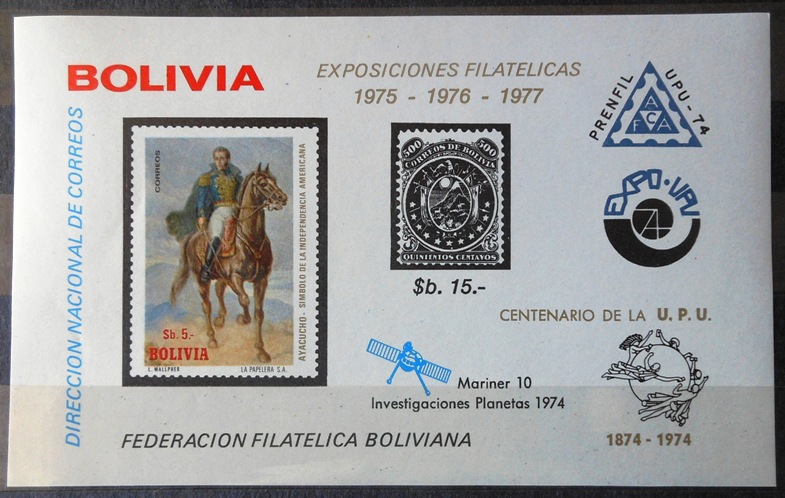 BOLIVIA
EXPOSICIONES FILATELICAS
1975 - 1976 - 1977
PRENFIL UPU - 74
FACA
EXPO - UPU
74
DIRECCION NACIONAL DE CORREOS
CORREOS
AYACUCHO - SIMBOLO DE LA INDEPENDENCIA AMERICANA
$b. 5.-
BOLIVIA
LA PAPELERA S.A.
500 500
CORREOS DE BOLIVIA
QUINIENTOS CENTAVOS
$b. 15.-
CENTENARIO DE LA U.P.U.
Mariner 10
Investigaciones Planetas 1974
1874 - 1974
FEDERACION FILATELICA BOLIVIANA